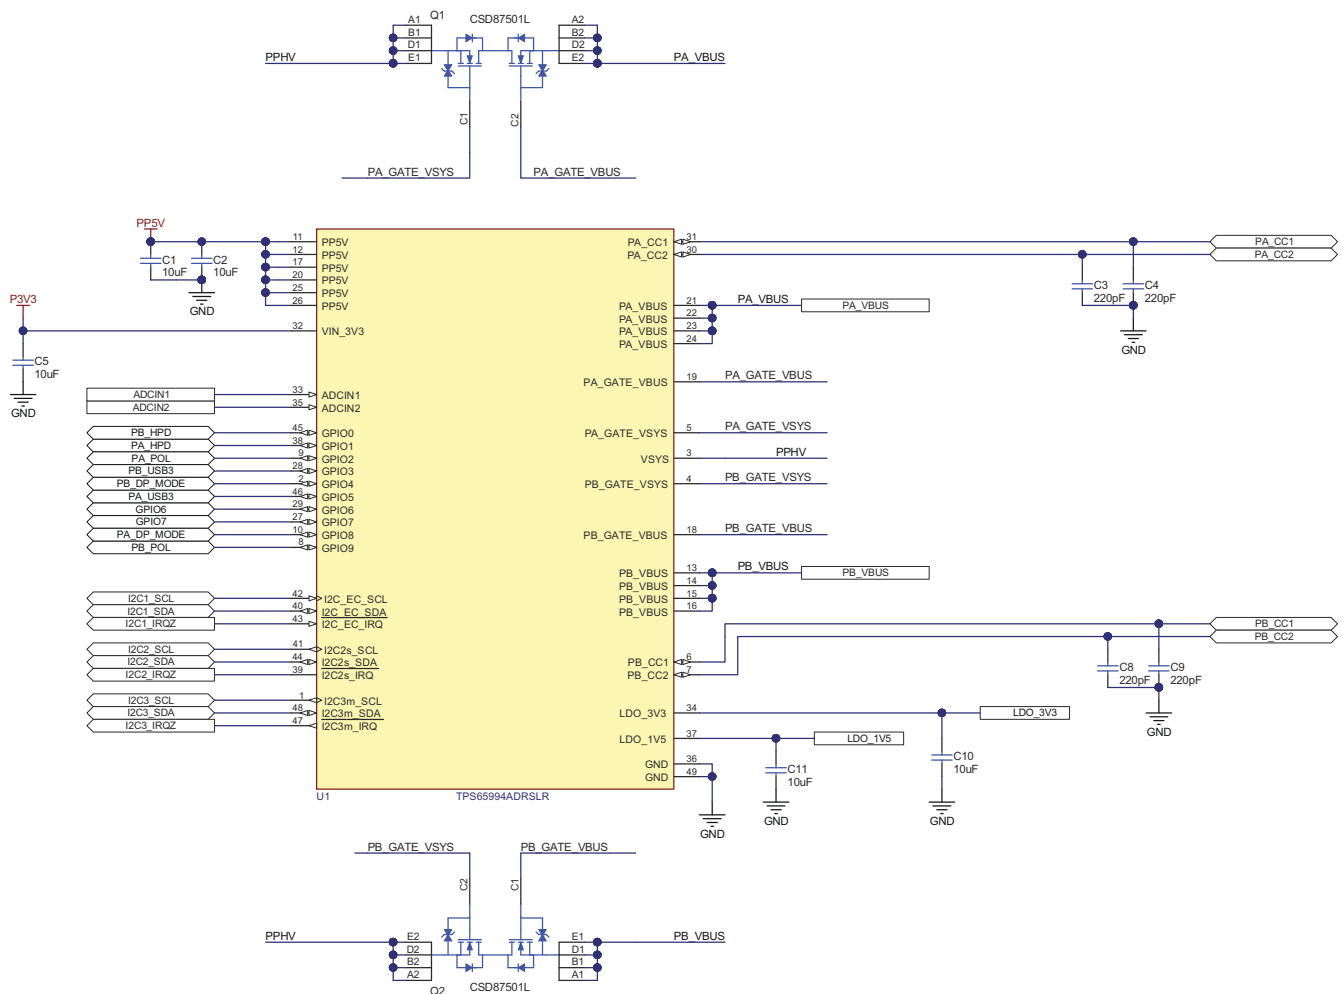 A1 Q1 CSD87501L A2
B1 B2
D1 D2
PPHV E1 E2 PA_VBUS
C1 C2
PA_GATE_VSYS PA_GATE_VBUS
PP5V
11 PP5V PA_CC1 31 PA_CC1
12 PP5V PA_CC2 30 PA_CC2
C1 10uF C2 10uF 17 PP5V
20 PP5V C3 220pF C4 220pF
25 PP5V
GND 26 PP5V PA_VBUS 21 PA_VBUS PA_VBUS
P3V3 PA_VBUS 22
32 VIN_3V3 PA_VBUS 23
PA_VBUS 24 GND
C5 10uF
GND
PA_GATE_VBUS 19 PA_GATE_VBUS
ADCIN1 33 ADCIN1
ADCIN2 35 ADCIN2
PB_HPD 45 GPIO0 PA_GATE_VSYS 5 PA_GATE_VSYS
PA_HPD 38 GPIO1
PA_POL 9 GPIO2 VSYS 3 PPHV
PB_USB3 28 GPIO3
PB_DP_MODE 2 GPIO4 PB_GATE_VSYS 4 PB_GATE_VSYS
PA_USB3 46 GPIO5
GPIO6 29 GPIO6
GPIO7 27 GPIO7
PA_DP_MODE 10 GPIO8 PB_GATE_VBUS 18 PB_GATE_VBUS
PB_POL 8 GPIO9
PB_VBUS 13 PB_VBUS PB_VBUS
PB_VBUS 14
I2C1_SCL 42 I2C_EC_SCL PB_VBUS 15
I2C1_SDA 40 I2C_EC_SDA PB_VBUS 16
I2C1_IRQZ 43 I2C_EC_IRQ PB_CC1
PB_CC2
I2C2_SCL 41 I2C2s_SCL
I2C2_SDA 44 I2C2s_SDA PB_CC1 6
I2C2_IRQZ 39 I2C2s_IRQ PB_CC2 7 C8 220pF C9 220pF
GND
I2C3_SCL 1 I2C3m_SCL
I2C3_SDA 48 I2C3m_SDA LDO_3V3 34 LDO_3V3
I2C3_IRQZ 47 I2C3m_IRQ
LDO_1V5 37 LDO_1V5
GND 36 C11 10uF C10 10uF
GND 49
U1 TPS65994ADRSLR
GND GND GND
PB_GATE_VSYS PB_GATE_VBUS
C2 C1
PPHV E2 E1 PB_VBUS
D2 D1
B2 B1
A2 A1
Q2 CSD87501L